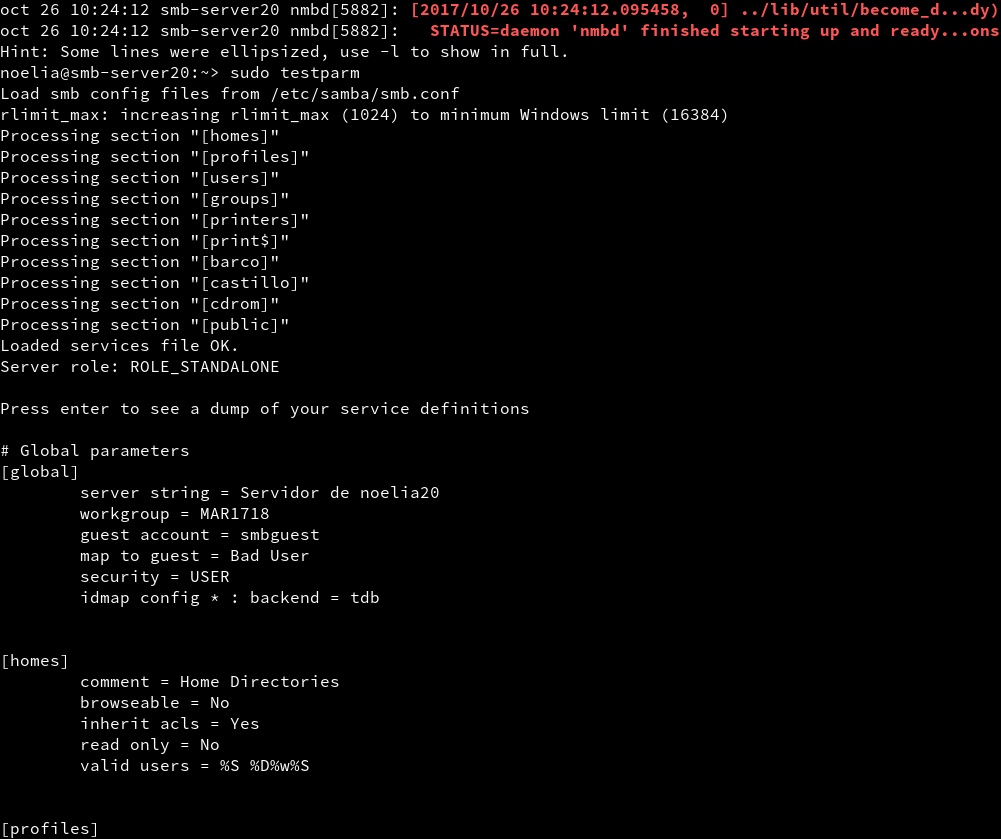 oct 26 10:24:12 smb-server20 nmbd[5882]: [2017/10/26 10:24:12.095458,  0] ../lib/util/become_d...dy)
oct 26 10:24:12 smb-server20 nmbd[5882]:   STATUS=daemon 'nmbd' finished starting up and ready...ons
Hint: Some lines were ellipsized, use -l to show in full.
noelia@smb-server20:~> sudo testparm
Load smb config files from /etc/samba/smb.conf
rlimit_max: increasing rlimit_max (1024) to minimum Windows limit (16384)
Processing section "[homes]"
Processing section "[profiles]"
Processing section "[users]"
Processing section "[groups]"
Processing section "[printers]"
Processing section "[print$]"
Processing section "[barco]"
Processing section "[castillo]"
Processing section "[cdrom]"
Processing section "[public]"
Loaded services file OK.
Server role: ROLE_STANDALONE
Press enter to see a dump of your service definitions
# Global parameters
[global]
        server string = Servidor de noelia20
        workgroup = MAR1718
        guest account = smbguest
        map to guest = Bad User
        security = USER
        idmap config * : backend = tdb
[homes]
        comment = Home Directories
        browseable = No
        inherit acls = Yes
        read only = No
        valid users = %S %D%w%S
[profiles]